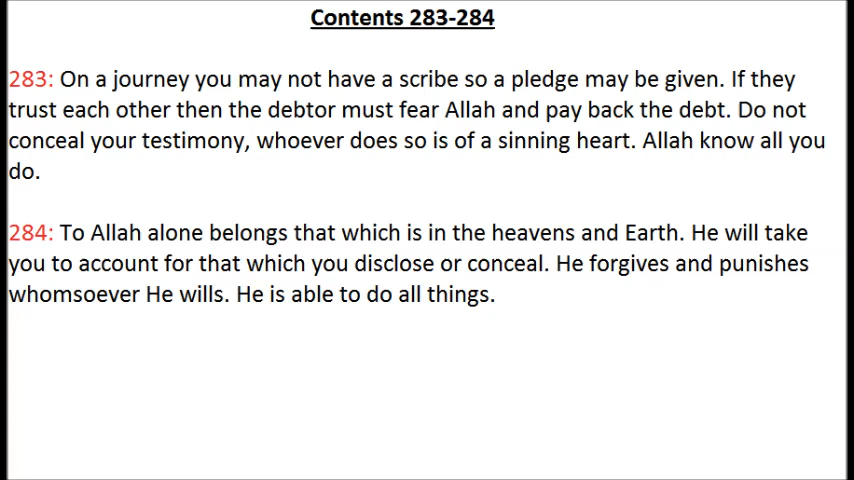 Contents 283-284
283: On a journey you may not have a scribe so a pledge may be given. If they
trust each other then the debtor must fear Allah and pay back the debt. Do not
conceal your testimony, whoever does so is of a sinning heart. Allah know all you
do.
284: To Allah alone belongs that which is in the heavens and Earth. He will take
you to account for that which you disclose or conceal. He forgives and punishes
whomsoever He wills. He is able to do all things.